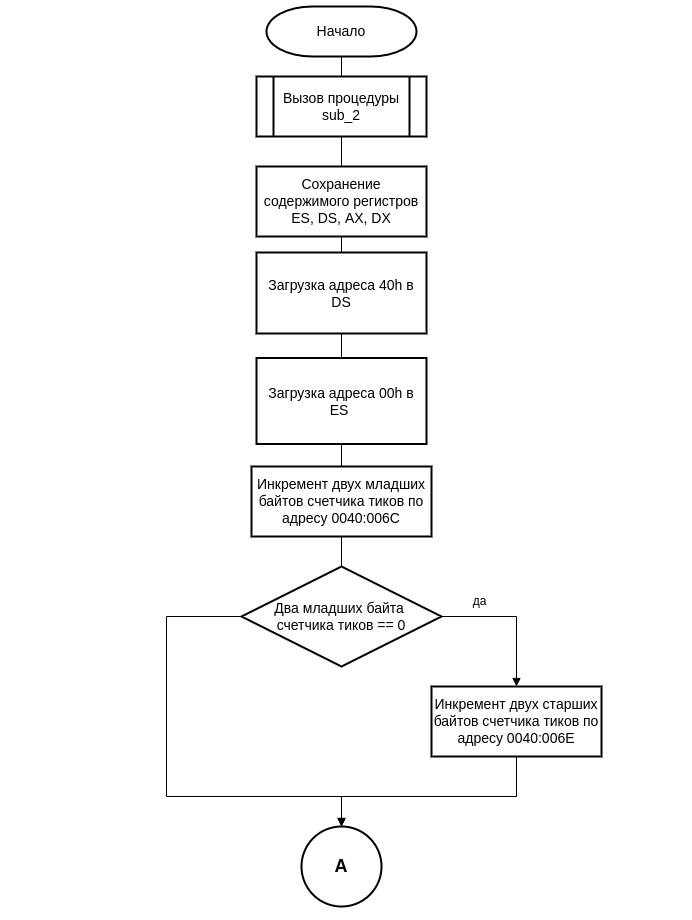 Начало
Вызов процедуры
sub_2
Сохранение
содержимого регистров
ES, DS, AX, DX
Загрузка адреса 40h в
DS
Загрузка адреса 00h в
ES
Инкремент двух младших
байтов счетчика тиков по
адресу 0040:006C
Два младших байта
счетчика тиков == 0
да
Инкремент двух старших
байтов счетчика тиков по
адресу 0040:006E
A